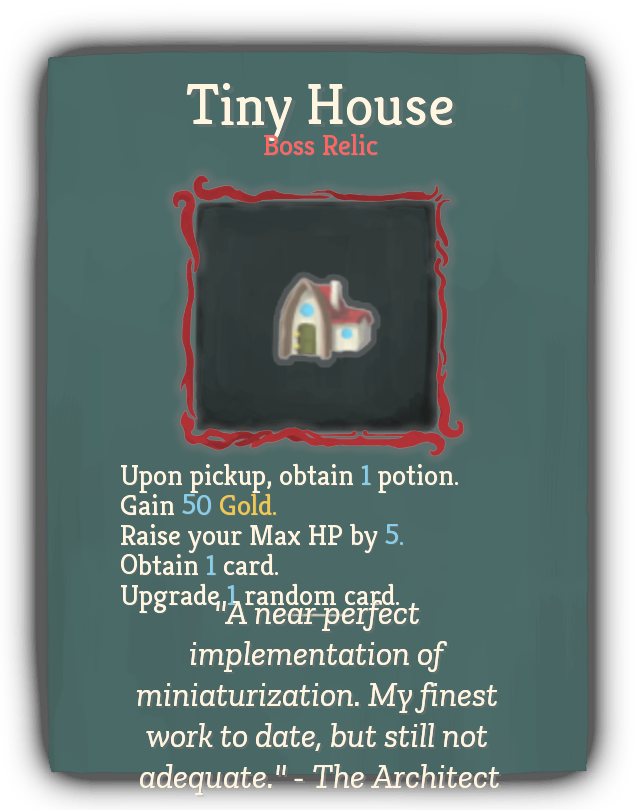 Tiny House
Boss Relic
Upon pickup, obtain 1 potion.
Gain 50 Gold.
Raise your Max HP by 5.
Obtain 1 card.
Upgrade 1 random card.
"A near perfect
implementation of
miniaturization. My finest
work to date, but still not
adequate." - The Architect